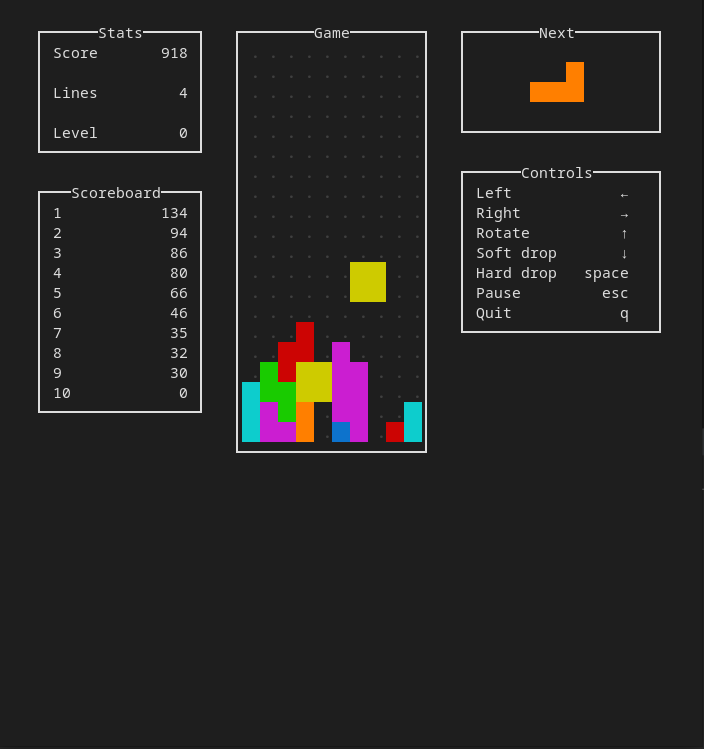 Stats
Score 918
Lines 4
Level 0
Scoreboard
1 134
2 94
3 86
4 80
5 66
6 46
7 35
8 32
9 30
10 0
Game
Next
Controls
Left ←
Right →
Rotate ↑
Soft drop ↓
Hard drop space
Pause esc
Quit q